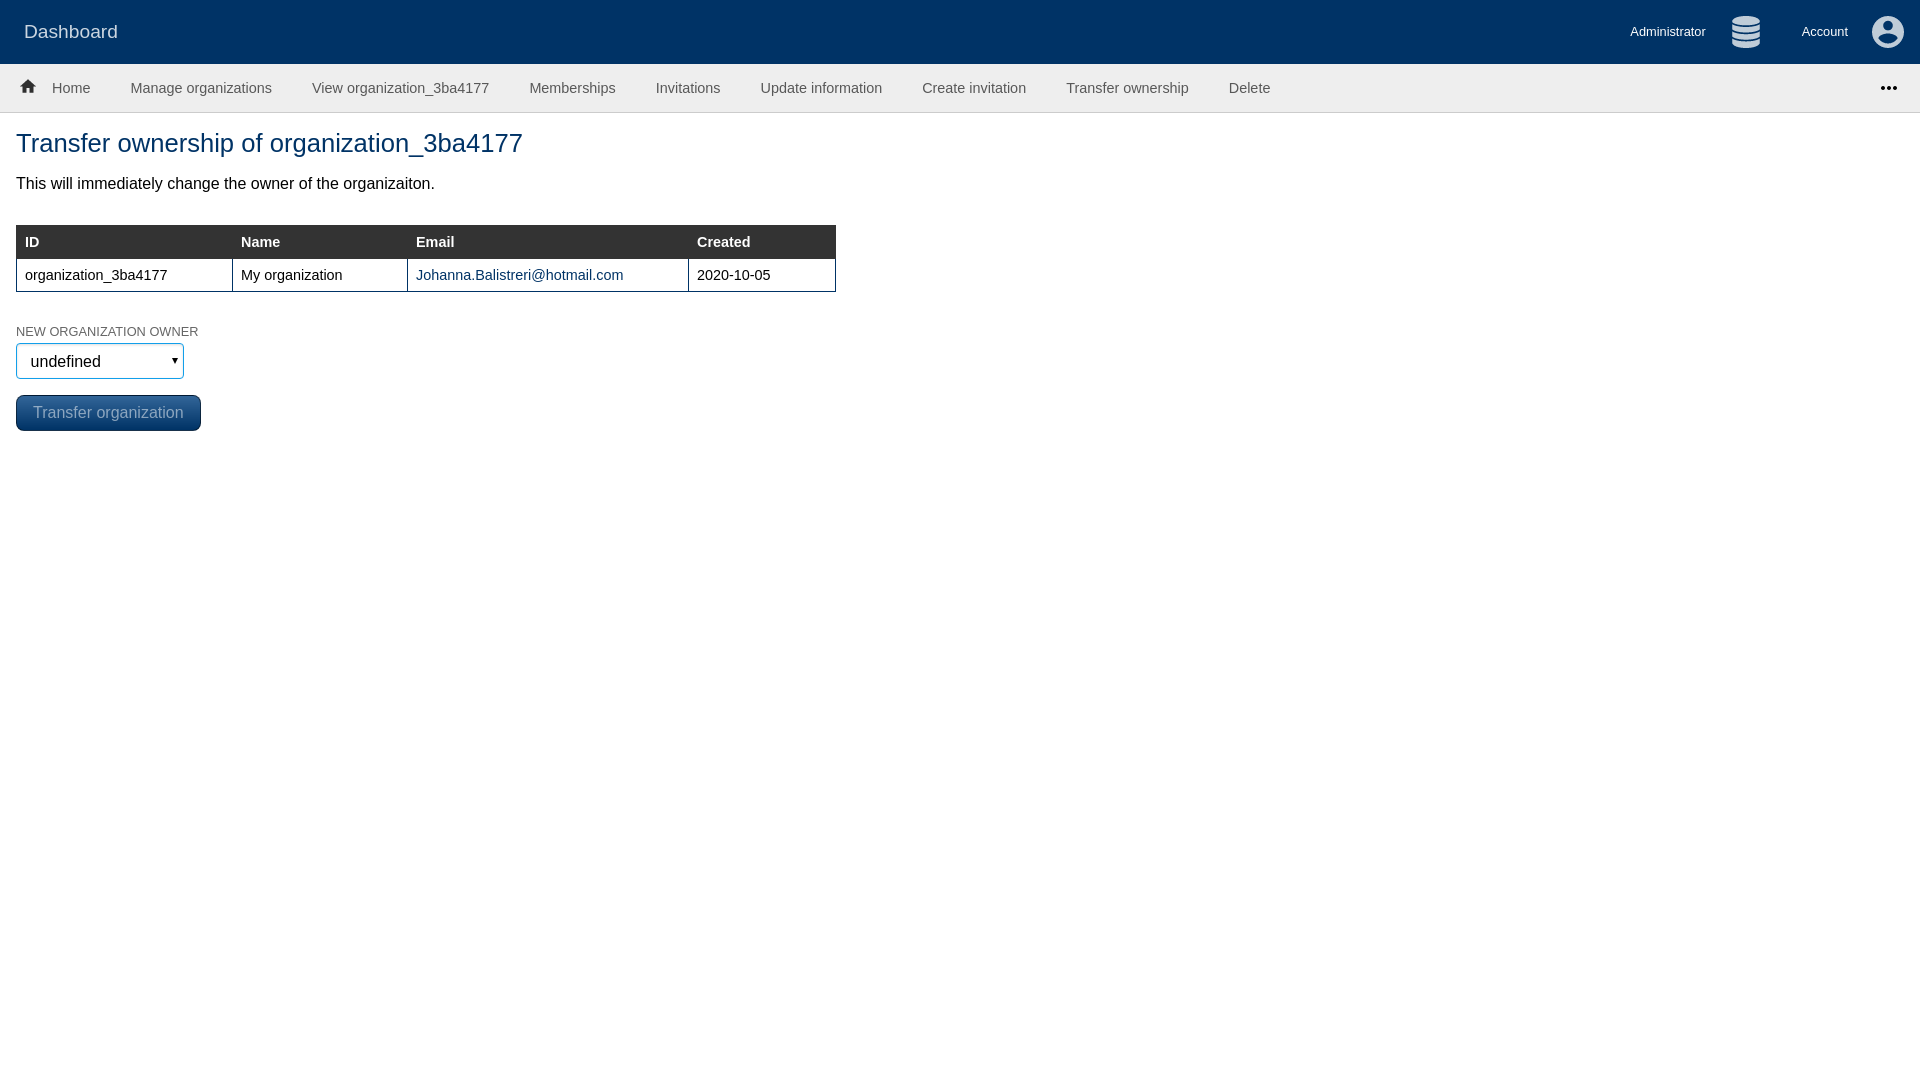 Dashboard
Administrator
Account
Home
Manage organizations
View organization_3ba4177
Memberships
Invitations
Update information
Create invitation
Transfer ownership
Delete
Transfer ownership of organization_3ba4177
This will immediately change the owner of the organizaiton.
ID Name Email Created
organization_3ba4177 My organization Johanna.Balistreri@hotmail.com 2020-10-05
NEW ORGANIZATION OWNER
undefined
Transfer organization